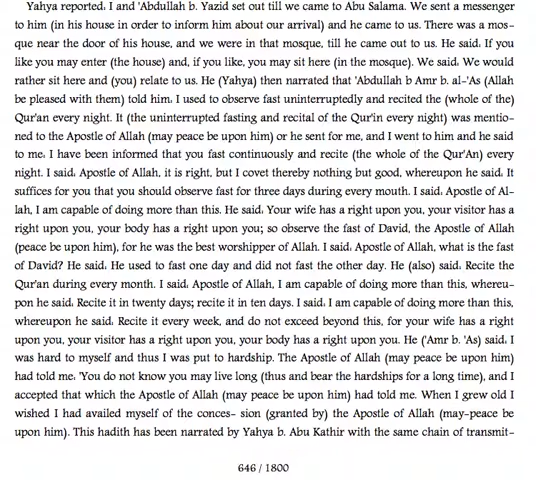 Yahya reported, I and 'Abdullah b. Yazid set out till we came to Abu Salama. We sent a messenger
to him (in his house in order to inform him about our arrival) and he came to us. There was a mos-
que near the door of his house, and we were in that mosque, till he came out to us. He said, If you
like you may enter (the house) and, if you like, you may sit here (in the mosque). We said, We would
rather sit here and (you) relate to us. He (Yahya) then narrated that 'Abdullah b Amr b. al-'As (Allah
be pleased with them) told him, I used to observe fast uninterruptedly and recited the (whole of the)
Qur'an every night. It (the uninterrupted fasting and recital of the Qur'in every night) was mentio-
ned to the Apostle of Allah (may peace be upon him) or he sent for me, and I went to him and he said
to me, I have been informed that you fast continuously and recite (the whole of the Qur'An) every
night. I said, Apostle of Allah, it is right, but I covet thereby nothing but good, whereupon he said, It
suffices for you that you should observe fast for three days during every mouth. I said, Apostle of Al-
lah, I am capable of doing more than this. He said, Your wife has a right upon you, your visitor has a
right upon you, your body has a right upon you; so observe the fast of David, the Apostle of Allah
(peace be upon him), for he was the best worshipper of Allah. I said, Apostle of Allah, what is the fast
of David? He said, He used to fast one day and did not fast the other day. He (also) said, Recite the
Qur'an during every month. I said, Apostle of Allah, I am capable of doing more than this, whereu-
pon he said, Recite it in twenty days; recite it in ten days. I said, I am capable of doing more than this,
whereupon he said, Recite it every week, and do not exceed beyond this, for your wife has a right
upon you, your visitor has a right upon you, your body has a right upon you. He ('Amr b. 'As) said, I
was hard to myself and thus I was put to hardship. The Apostle of Allah (may peace be upon him)
had told me, 'You do not know you may live long (thus and bear the hardships for a long time), and I
accepted that which the Apostle of Allah (may peace be upon him) had told me. When I grew old I
wished I had availed myself of the conces- sion (granted by) the Apostle of Allah (may-peace be
upon him). This hadith has been narrated by Yahya b. Abu Kathir with the same chain of transmit-
646 / 1800